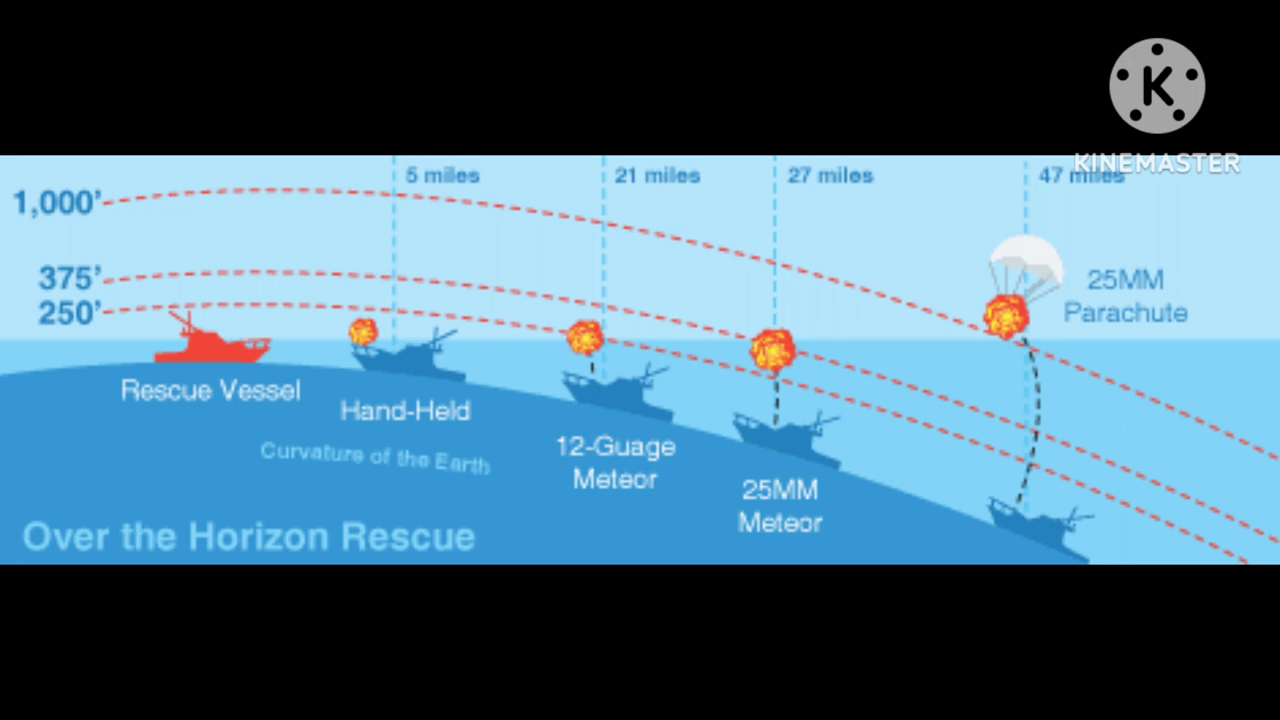 K
KINEMASTER
5 miles
21 miles
27 miles
47 miles
1,000'
375'
250'
25MM
Parachute
Rescue Vessel
Hand-Held
12-Guage
Meteor
25MM
Meteor
Curvature of the Earth
Over the Horizon Rescue